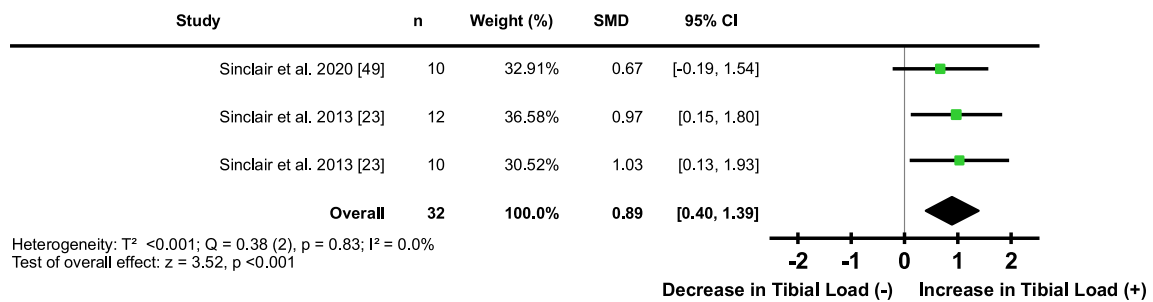 Study n Weight (%) SMD 95% CI
Sinclair et al. 2020 [49] 10 32.91% 0.67 [-0.19, 1.54]
Sinclair et al. 2013 [23] 12 36.58% 0.97 [0.15, 1.80]
Sinclair et al. 2013 [23] 10 30.52% 1.03 [0.13, 1.93]
Overall 32 100.0% 0.89 [0.40, 1.39]
Heterogeneity: T² <0.001; Q = 0.38 (2), p = 0.83; I² = 0.0%
Test of overall effect: z = 3.52, p <0.001
-2 -1 0 1 2
Decrease in Tibial Load (-) Increase in Tibial Load (+)